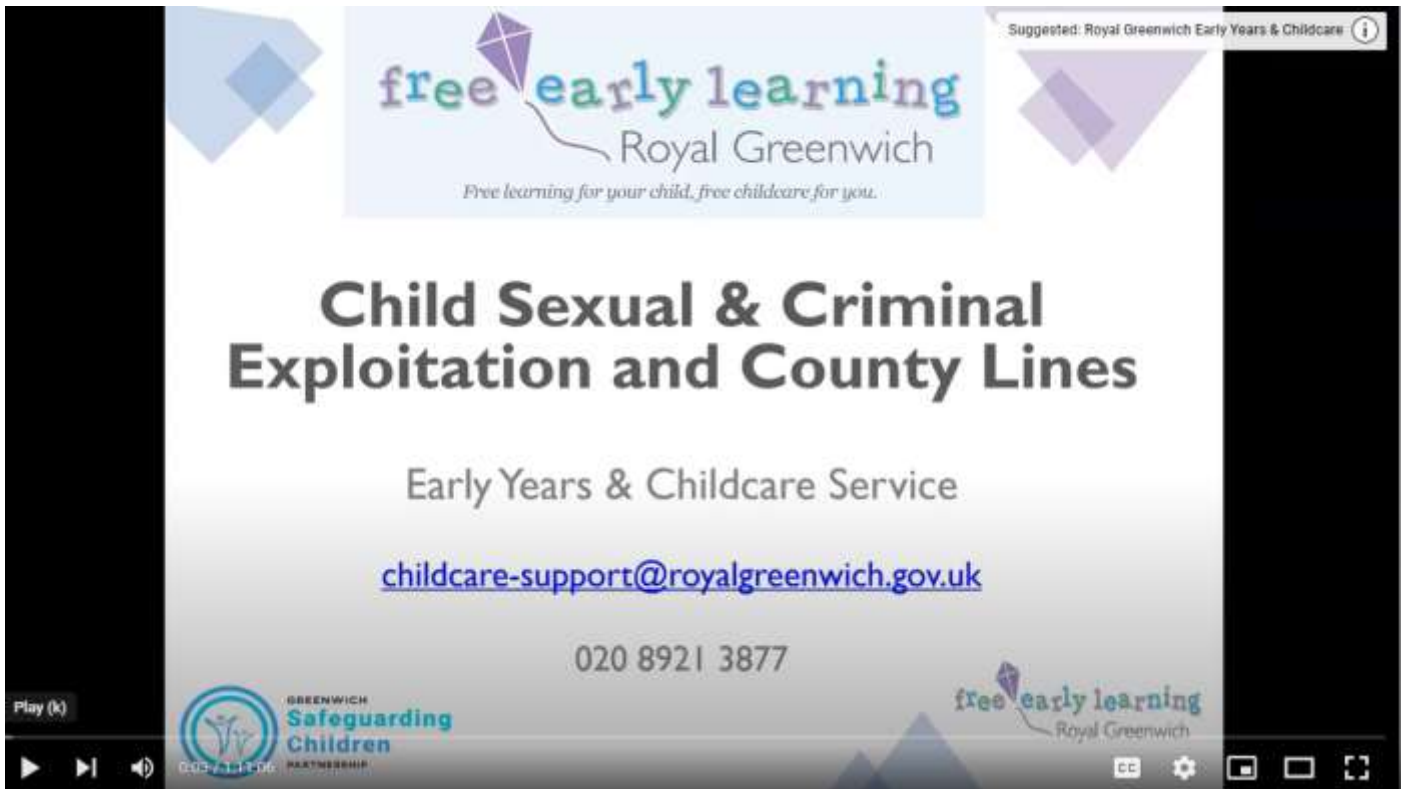 Suggested: Royal Greenwich Early Years & Childcare
free early learning
Royal Greenwich
Free learning for your child, free childcare for you.
Child Sexual & Criminal
Exploitation and County Lines
Early Years & Childcare Service
childcare-support@royalgreenwich.gov.uk
020 8921 3877
Play (k)
GREENWICH
Safeguarding
Children
PARTNERSHIP
free early learning
Royal Greenwich
CC